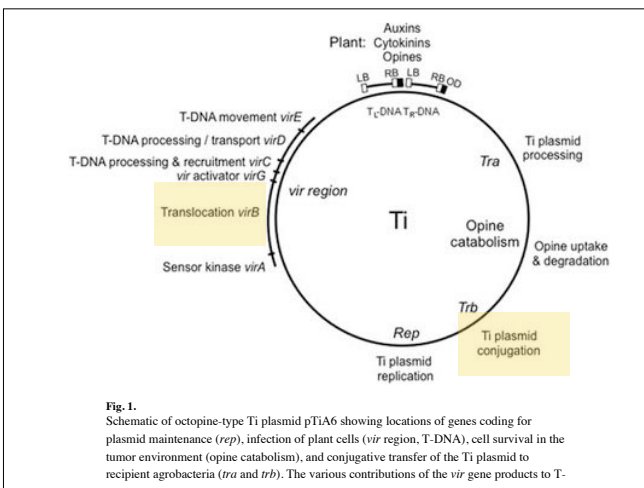 Auxins
Plant: Cytokinins
Opines
LB RB LB RB OD
T-DNA movement virE
TL-DNA TR-DNA
T-DNA processing / transport virD
Ti plasmid
processing
Tra
T-DNA processing & recruitment virC
vir activator virG
vir region
Translocation virB
Ti
Opine
catabolism
Opine uptake
& degradation
Sensor kinase virA
Trb
Rep
Ti plasmid
conjugation
Ti plasmid
replication
Fig. 1.
Schematic of octopine-type Ti plasmid pTiA6 showing locations of genes coding for
plasmid maintenance (rep), infection of plant cells (vir region, T-DNA), cell survival in the
tumor environment (opine catabolism), and conjugative transfer of the Ti plasmid to
recipient agrobacteria (tra and trb). The various contributions of the vir gene products to T-